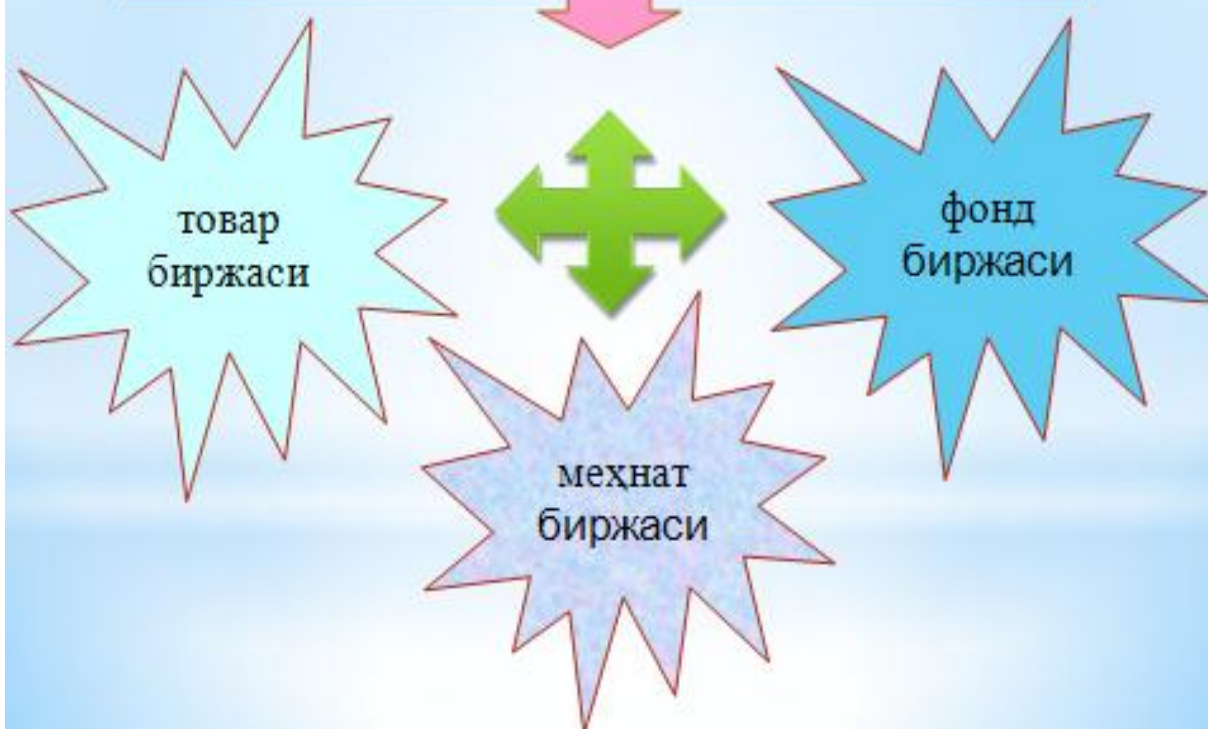 товар
биржаси
фонд
биржаси
меҳнат
биржаси